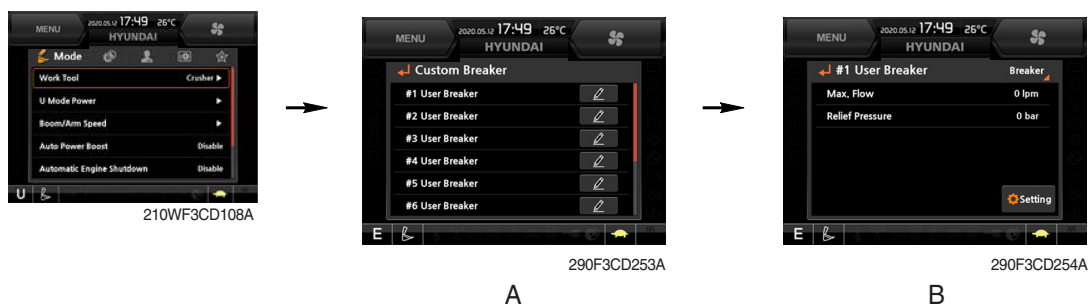 MENU
2020.05.12 17:49 26°C
HYUNDAI
Mode
Work Tool Crusher ▶
U Mode Power ▶
Boom/Arm Speed ▶
Auto Power Boost Disable
Automatic Engine Shutdown Disable
U
210WF3CD108A
MENU
2020.05.12 17:49 26°C
HYUNDAI
Custom Breaker
#1 User Breaker
#2 User Breaker
#3 User Breaker
#4 User Breaker
#5 User Breaker
#6 User Breaker
E
290F3CD253A
A
MENU
2020.05.12 17:49 26°C
HYUNDAI
#1 User Breaker Breaker
Max, Flow 0 lpm
Relief Pressure 0 bar
Setting
E
290F3CD254A
B